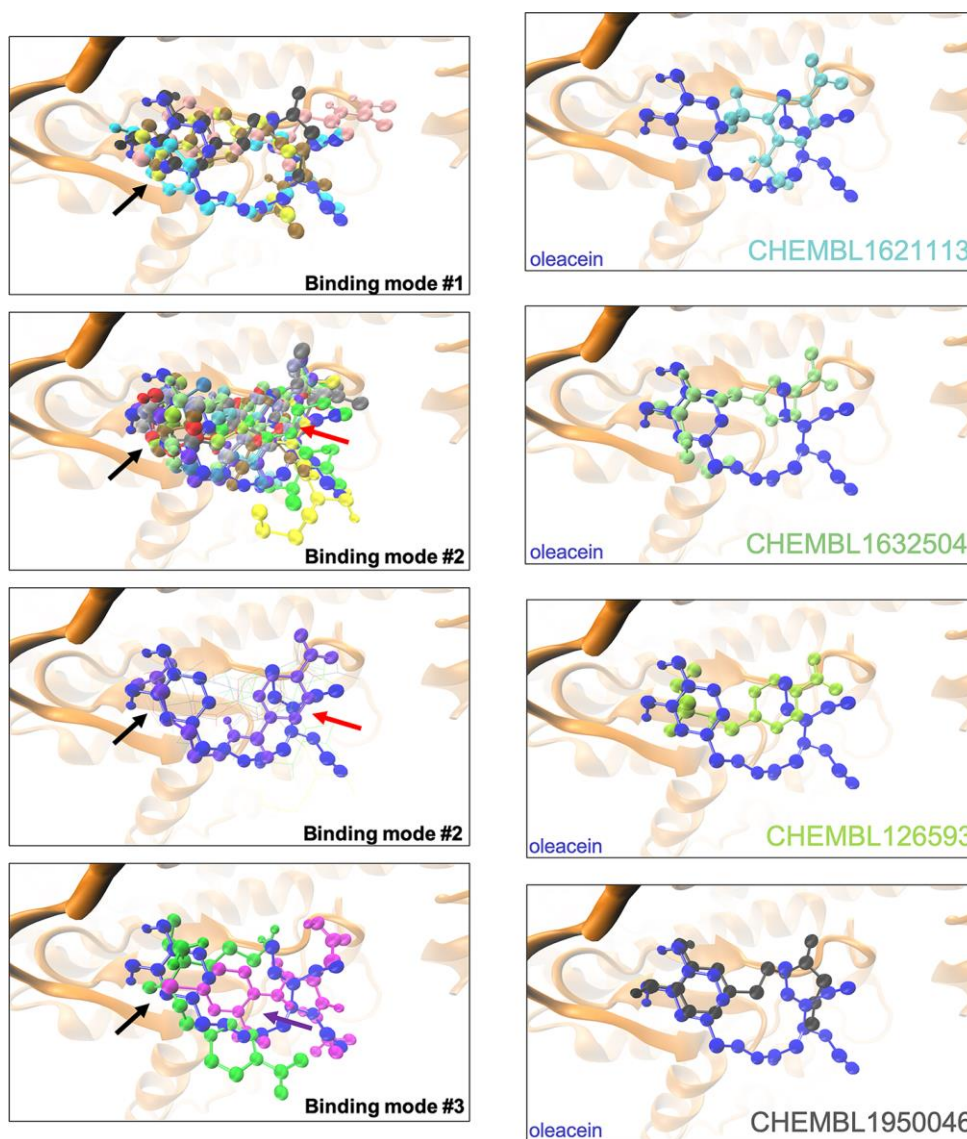 Binding mode #1
Binding mode #2
Binding mode #2
Binding mode #3
oleacein
CHEMBL1621113
oleacein
CHEMBL1632504
oleacein
CHEMBL126593
oleacein
CHEMBL1950046